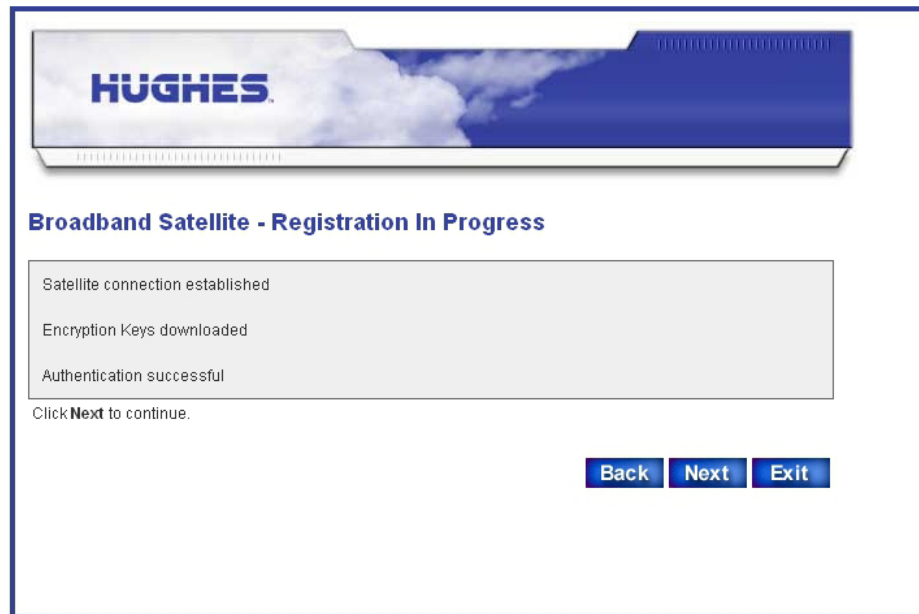 HUGHES
Broadband Satellite - Registration In Progress
Satellite connection established
Encryption Keys downloaded
Authentication successful
Click Next to continue.
Back Next Exit